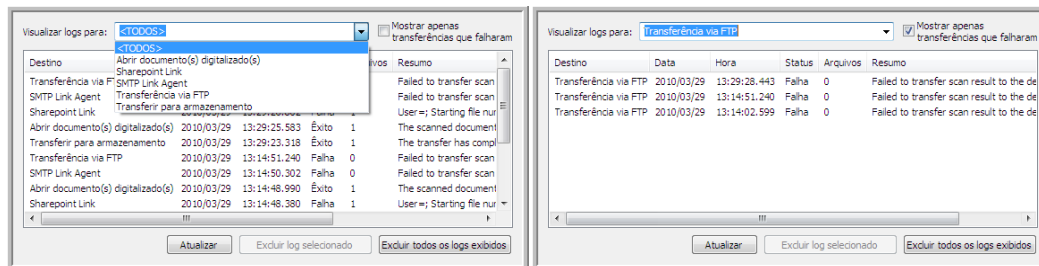 Visualizar logs para: <TODOS> Mostrar apenas transferências que falharam
<TODOS>
Abrir documento(s) digitalizado(s)
Sharepoint Link
SMTP Link Agent
Transferência via FTP
Transferir para armazenamento
Destino Resumo
Transferência via Failed to transfer scan
SMTP Link Agent Failed to transfer scan
Sharepoint Link 2010/03/29 Falha 1 User=; Starting file nur
Abrir documento(s) digitalizado(s) 2010/03/29 13:29:25.583 Êxito 1 The scanned document
Transferir para armazenamento 2010/03/29 13:29:23.318 Êxito 1 The transfer has compl
Transferência via FTP 2010/03/29 13:14:51.240 Falha 0 Failed to transfer scan
SMTP Link Agent 2010/03/29 13:14:50.302 Falha 0 Failed to transfer scan
Abrir documento(s) digitalizado(s) 2010/03/29 13:14:48.990 Êxito 1 The scanned document
Sharepoint Link 2010/03/29 13:14:48.380 Falha 1 User=; Starting file nur
Atualizar Excluir log selecionado Excluir todos os logs exibidos
Visualizar logs para: Transferência via FTP Mostrar apenas transferências que falharam
Destino Data Hora Status Arquivos Resumo
Transferência via FTP 2010/03/29 13:29:28.443 Falha 0 Failed to transfer scan result to the de
Transferência via FTP 2010/03/29 13:14:51.240 Falha 0 Failed to transfer scan result to the de
Transferência via FTP 2010/03/29 13:14:02.599 Falha 0 Failed to transfer scan result to the de
Atualizar Excluir log selecionado Excluir todos os logs exibidos